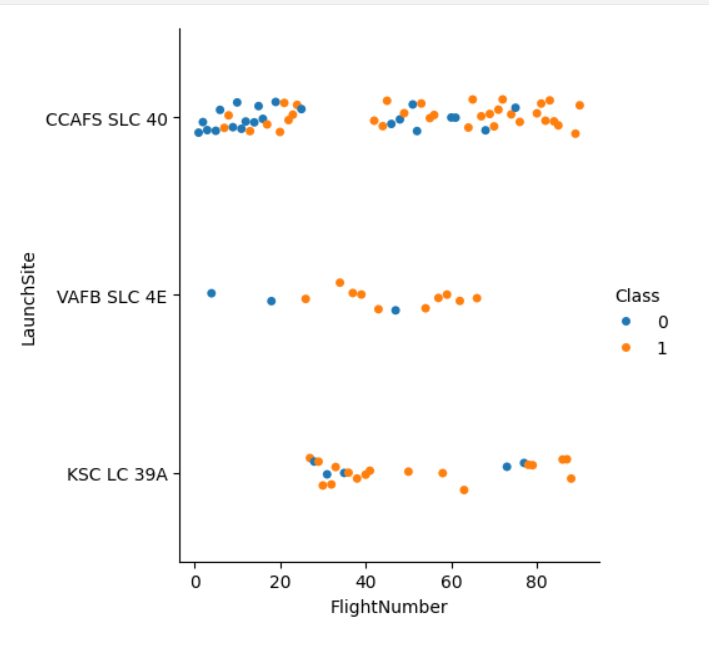 CCAFS SLC 40
VAFB SLC 4E
KSC LC 39A
LaunchSite
0 20 40 60 80
FlightNumber
Class
0
1